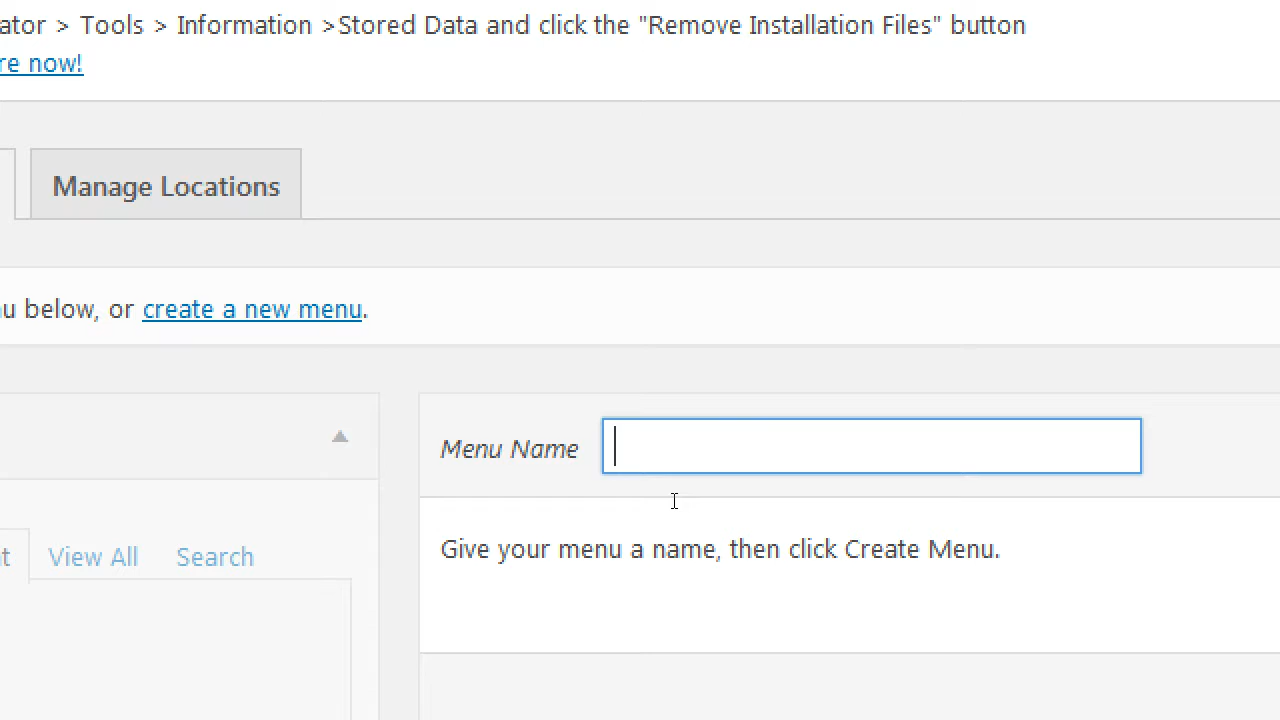 ator > Tools > Information >Stored Data and click the "Remove Installation Files" button
re now!
Manage Locations
u below, or create a new menu.
Menu Name
Give your menu a name, then click Create Menu.
t View All Search